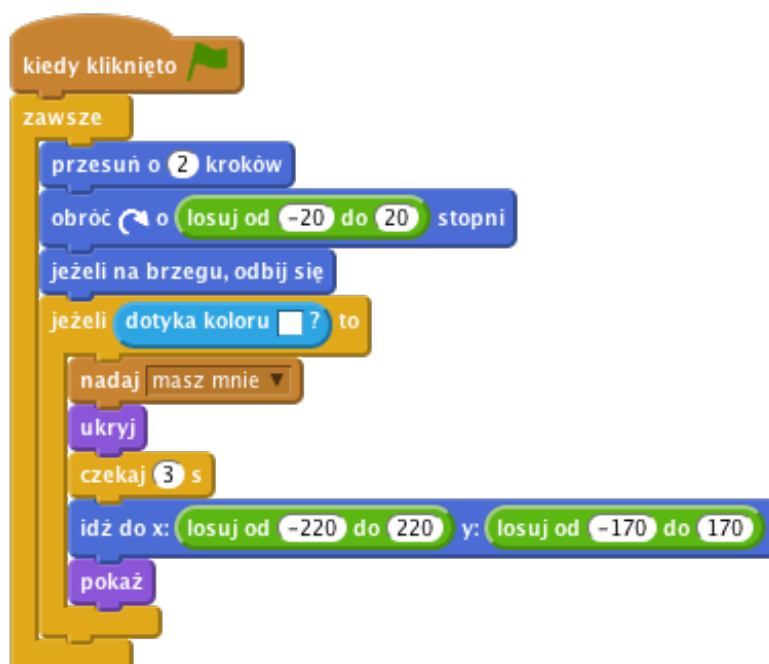 kiedy kliknięto
zawsze
przesuń o 2 kroków
obróć o losuj od -20 do 20 stopni
jeżeli na brzegu, odbij się
jeżeli dotyka koloru ? to
nadaj masz mnie
ukryj
czekaj 3 s
idź do x: losuj od -220 do 220 y: losuj od -170 do 170
pokaż